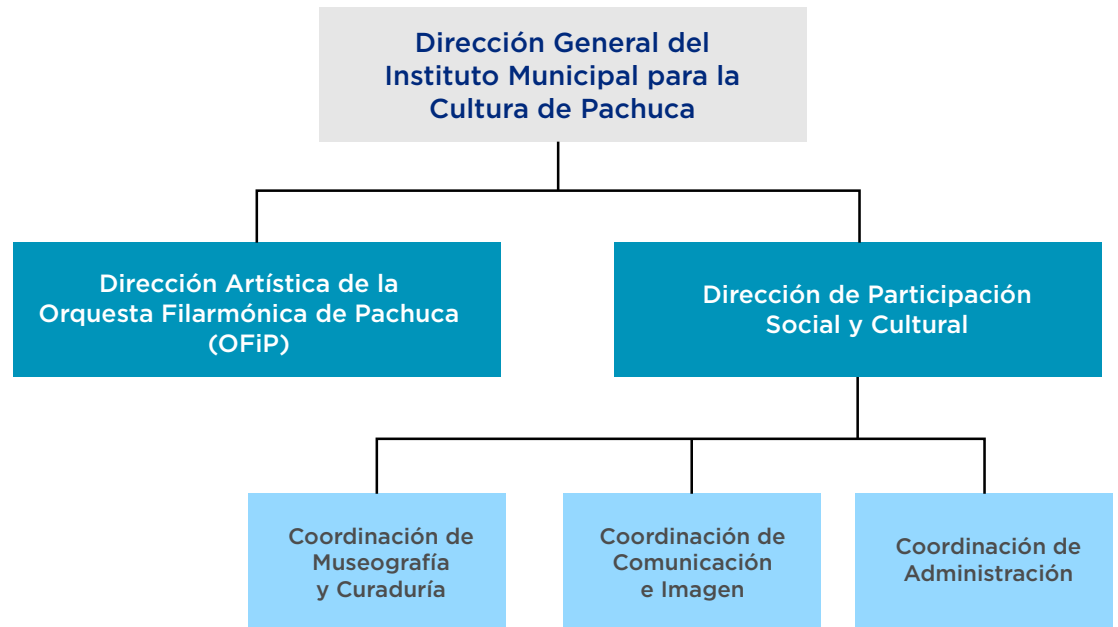 Dirección General del
Instituto Municipal para la
Cultura de Pachuca
Dirección Artística de la
Orquesta Filarmónica de Pachuca
(OFiP)
Dirección de Participación
Social y Cultural
Coordinación de
Museografía
y Curaduría
Coordinación de
Comunicación
e Imagen
Coordinación de
Administración